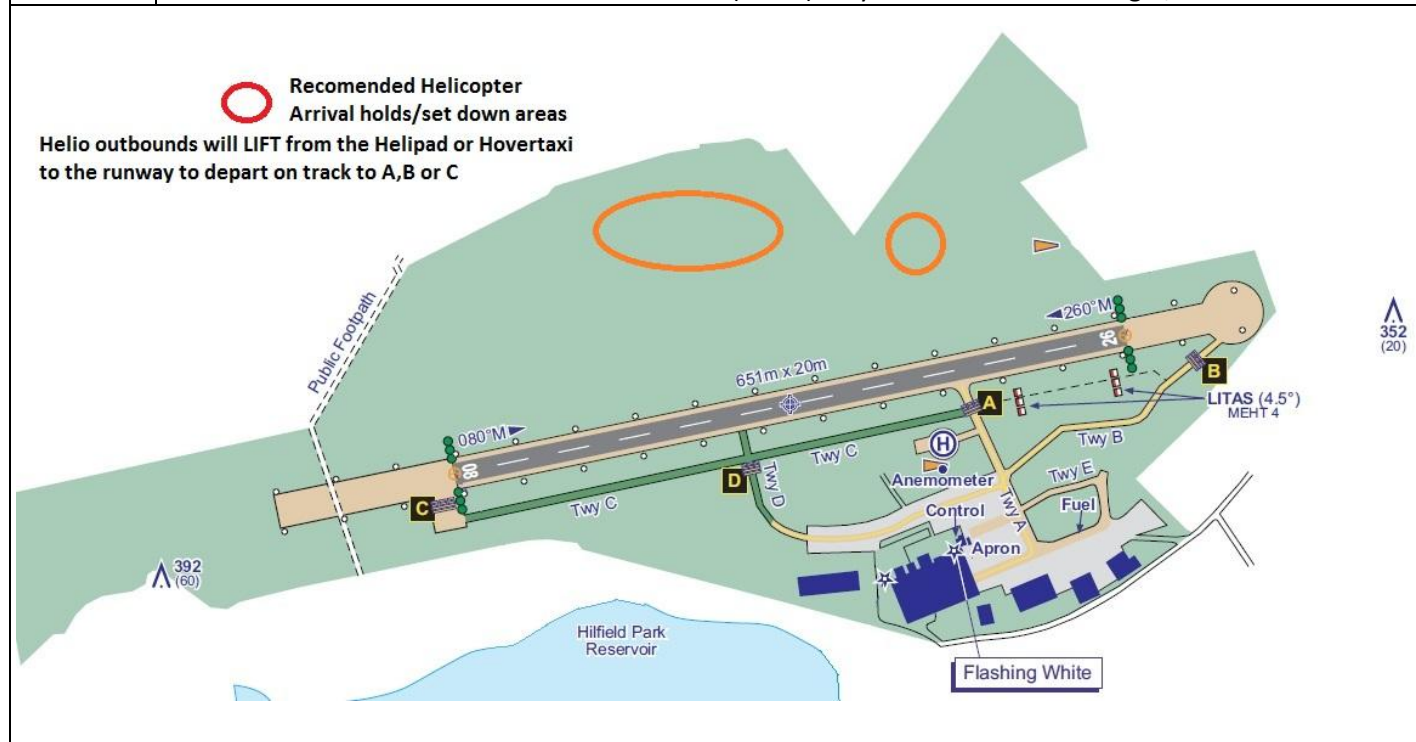 Recomended Helicopter
Arrival holds/set down areas
Helio outbounds will LIFT from the Helipad or Hovertaxi
to the runway to depart on track to A,B or C
Public Footpath
260°M
26
352
(20)
B
651m x 20m
A
LITAS (4.5°)
MEHT 4
080°M
08
H
Twy B
Twy C
Anemometer
D
Twy D
Twy E
C
Twy C
Control
Twy A
Fuel
Apron
392
(60)
Hilfield Park
Reservoir
Flashing White